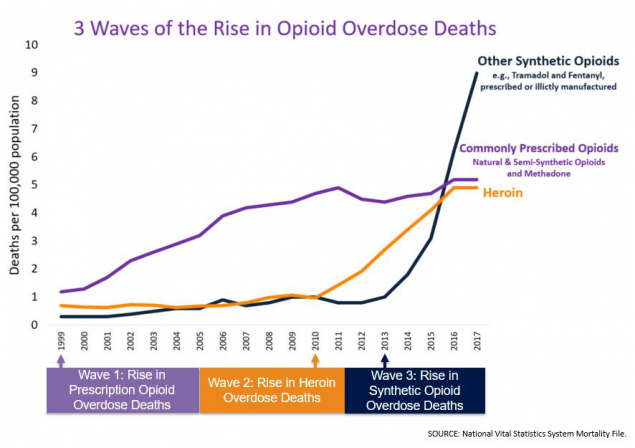 3 Waves of the Rise in Opioid Overdose Deaths
Deaths per 100,000 population
10
9
8
7
6
5
4
3
2
1
0
Other Synthetic Opioids
e.g., Tramadol and Fentanyl,
prescribed or illictly manufactured
Commonly Prescribed Opioids
Natural & Semi-Synthetic Opioids
and Methadone
Heroin
1999
2000
2001
2002
2003
2004
2005
2006
2007
2008
2009
2010
2011
2012
2013
2014
2015
2016
2017
Wave 1: Rise in
Prescription Opioid
Overdose Deaths
Wave 2: Rise in Heroin
Overdose Deaths
Wave 3: Rise in
Synthetic Opioid
Overdose Deaths
SOURCE: National Vital Statistics System Mortality File.